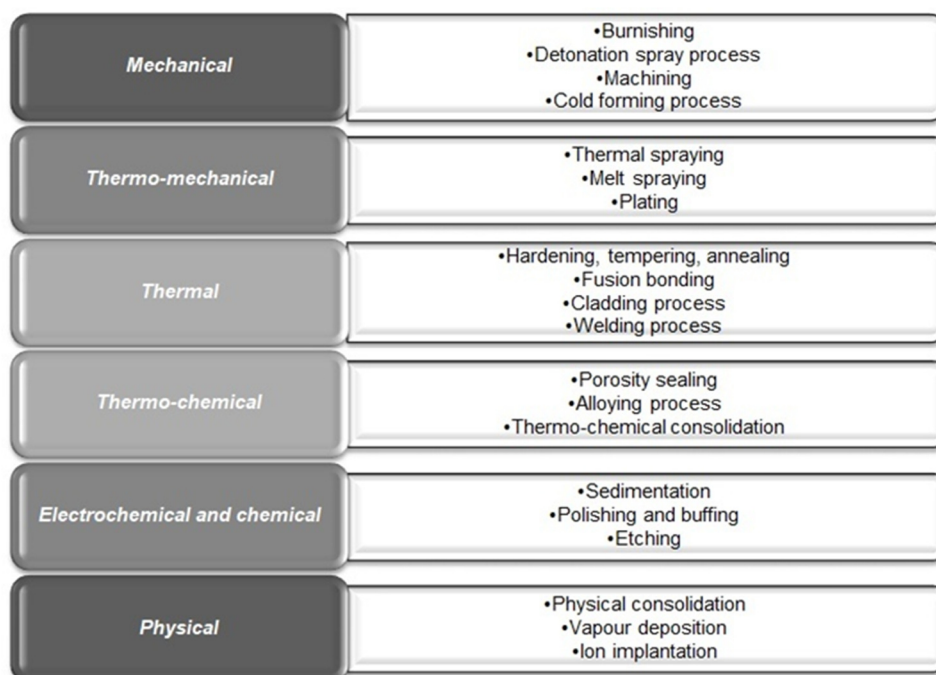 Mechanical
•Burnishing
•Detonation spray process
•Machining
•Cold forming process
Thermo-mechanical
•Thermal spraying
•Melt spraying
•Plating
Thermal
•Hardening, tempering, annealing
•Fusion bonding
•Cladding process
•Welding process
Thermo-chemical
•Porosity sealing
•Alloying process
•Thermo-chemical consolidation
Electrochemical and chemical
•Sedimentation
•Polishing and buffing
•Etching
Physical
•Physical consolidation
•Vapour deposition
•Ion implantation